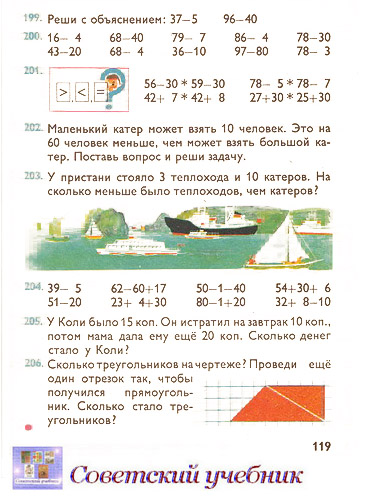 199. Реши с объяснением: 37–5 96–40
200. 16– 4 68–40 79– 7 86– 4 78–30
43–20 68– 4 36–10 97–80 78– 3
201. > . < . = ? 56–30 * 59–30 78– 5 * 78– 7
42+ 7 * 42+ 8 27+30 * 25+30
202. Маленький катер может взять 10 человек. Это на
60 человек меньше, чем может взять большой ка-
тер. Поставь вопрос и реши задачу.
203. У пристани стояло 3 теплохода и 10 катеров. На
сколько меньше было теплоходов, чем катеров?
204. 39– 5 62–60+17 50–1–40 54+30+ 6
51–20 23+ 4+30 80–1+20 32+ 8–10
205. У Коли было 15 коп. Он истратил на завтрак 10 коп.,
потом мама дала ему ещё 20 коп. Сколько денег
стало у Коли?
206. Сколько треугольников на чертеже? Проведи ещё
один отрезок так, чтобы
получился прямоуголь-
ник. Сколько стало тре-
угольников?
119
Советский учебник